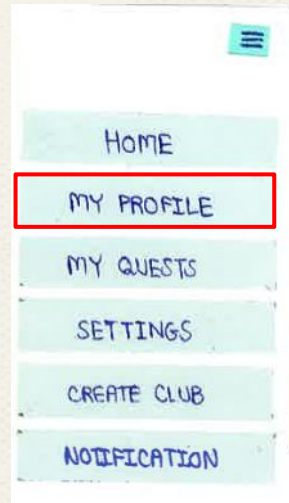 HOME
MY PROFILE
MY QUESTS
SETTINGS
CREATE CLUB
NOTIFICATION